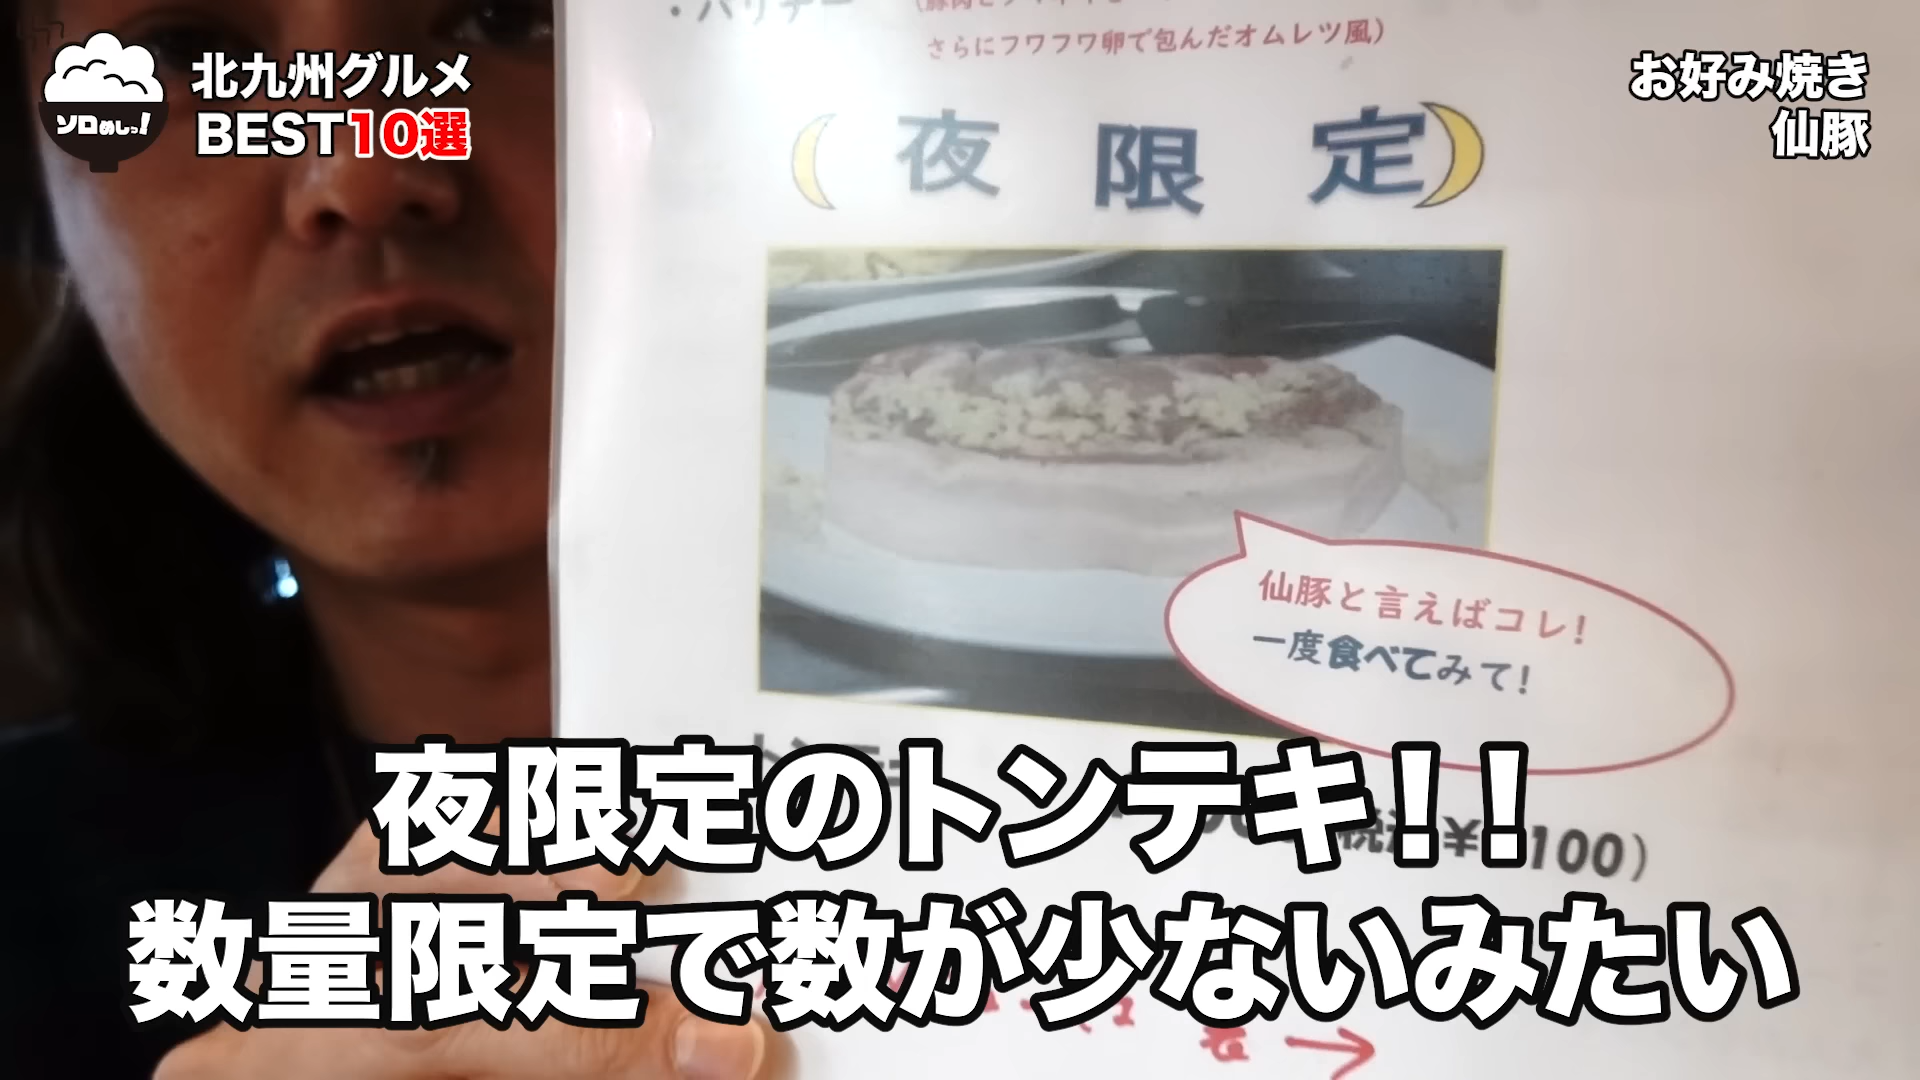 ソロめしっ!
北九州グルメ
BEST10選
お好み焼き
仙豚
さらにフワフワ卵で包んだオムレツ風)
夜限定
仙豚と言えばコレ!
一度食べてみて!
100)
夜限定のトンテキ!!
数量限定で数が少ないみたい